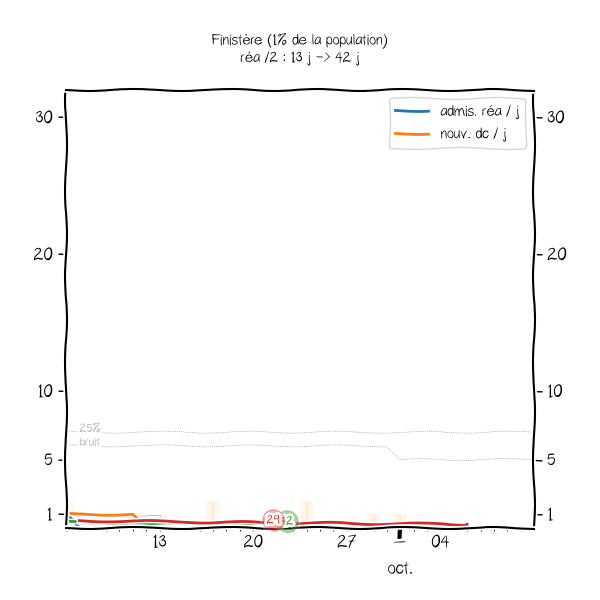 Finistère (1% de la population)
réa /2 : 13 j -> 42 j
admis. réa / j
nouv. dc / j
30 30
20 20
10 10
25%
bruit
5 5
1 1
29 2
13 20 27 04
oct.